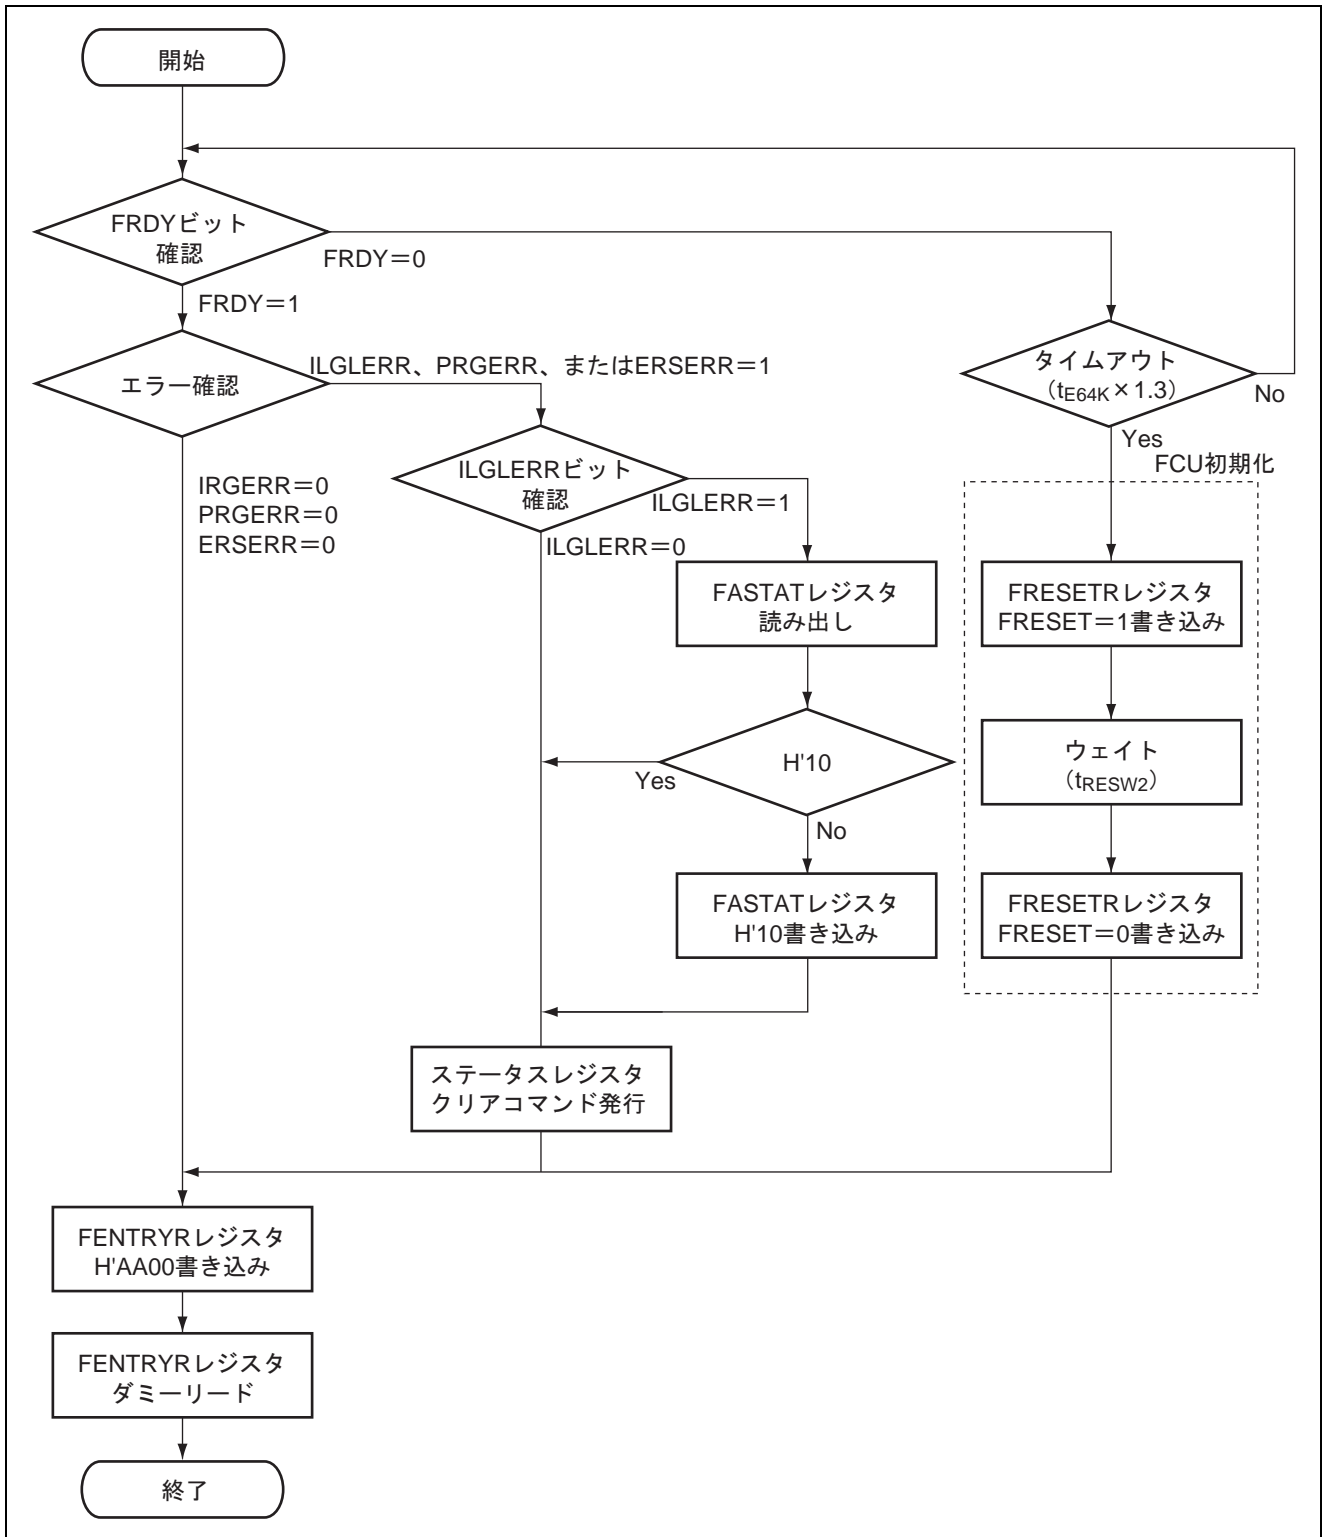 開始
FRDYビット
確認
FRDY=0
FRDY=1
エラー確認
ILGLERR、PRGERR、またはERSERR=1
タイムアウト
(tE64K×1.3)
No
Yes
FCU初期化
IRGERR=0
PRGERR=0
ERSERR=0
ILGLERRビット
確認
ILGLERR=1
ILGLERR=0
FASTATレジスタ
読み出し
FRESETRレジスタ
FRESET=1書き込み
H'10
Yes
No
ウェイト
(tRESW2)
FASTATレジスタ
H'10書き込み
FRESETRレジスタ
FRESET=0書き込み
ステータスレジスタ
クリアコマンド発行
FENTRYRレジスタ
H'AA00書き込み
FENTRYRレジスタ
ダミーリード
終了